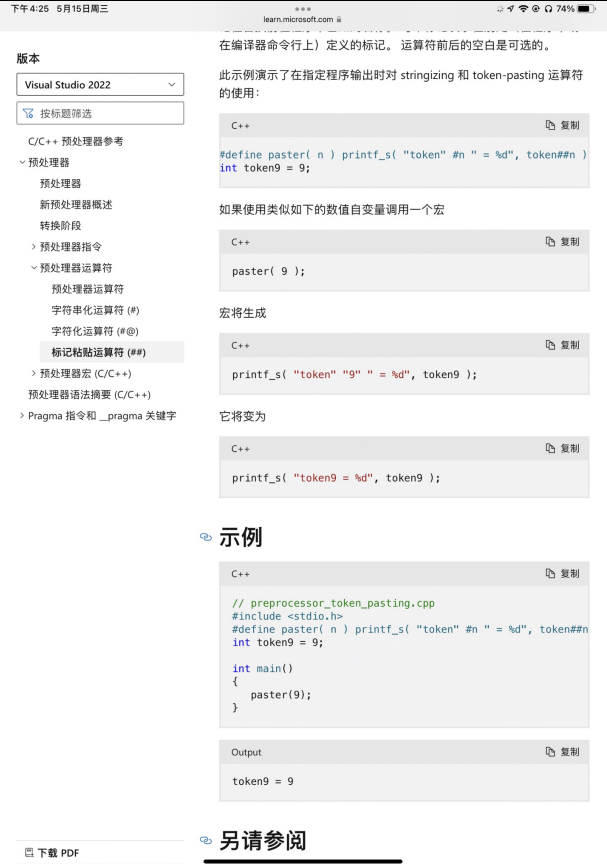 下午4:25 5月15日周三
learn.microsoft.com
74%
版本
Visual Studio 2022
按标题筛选
C/C++ 预处理器参考
预处理器
预处理器
新预处理器概述
转换阶段
预处理器指令
预处理器运算符
预处理器运算符
字符串化运算符 (#)
字符化运算符 (#@)
标记粘贴运算符 (##)
预处理器宏 (C/C++)
预处理器语法摘要 (C/C++)
Pragma 指令和 __pragma 关键字
下载 PDF
在编译器命令行上）定义的标记。 运算符前后的空白是可选的。
此示例演示了在指定程序输出时对 stringizing 和 token-pasting 运算符
的使用：
C++ 复制
#define paster( n ) printf_s( "token" #n " = %d", token##n )
int token9 = 9;
如果使用类似如下的数值自变量调用一个宏
C++ 复制
paster( 9 );
宏将生成
C++ 复制
printf_s( "token" "9" " = %d", token9 );
它将变为
C++ 复制
printf_s( "token9 = %d", token9 );
示例
C++ 复制
// preprocessor_token_pasting.cpp
#include <stdio.h>
#define paster( n ) printf_s( "token" #n " = %d", token##n
int token9 = 9;
int main()
{
paster(9);
}
Output 复制
token9 = 9
另请参阅